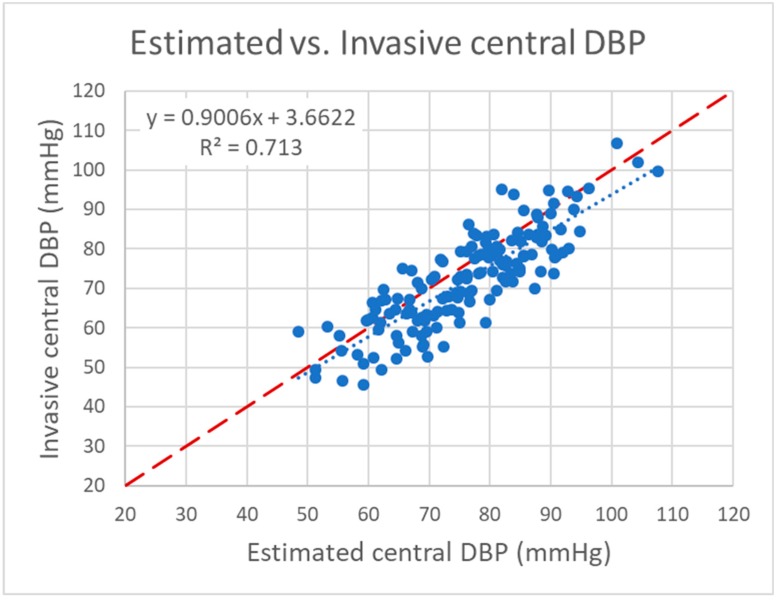 Estimated vs. Invasive central DBP
y = 0.9006x + 3.6622
R² = 0.713
Invasive central DBP (mmHg)
120
110
100
90
80
70
60
50
40
30
20
20 30 40 50 60 70 80 90 100 110 120
Estimated central DBP (mmHg)